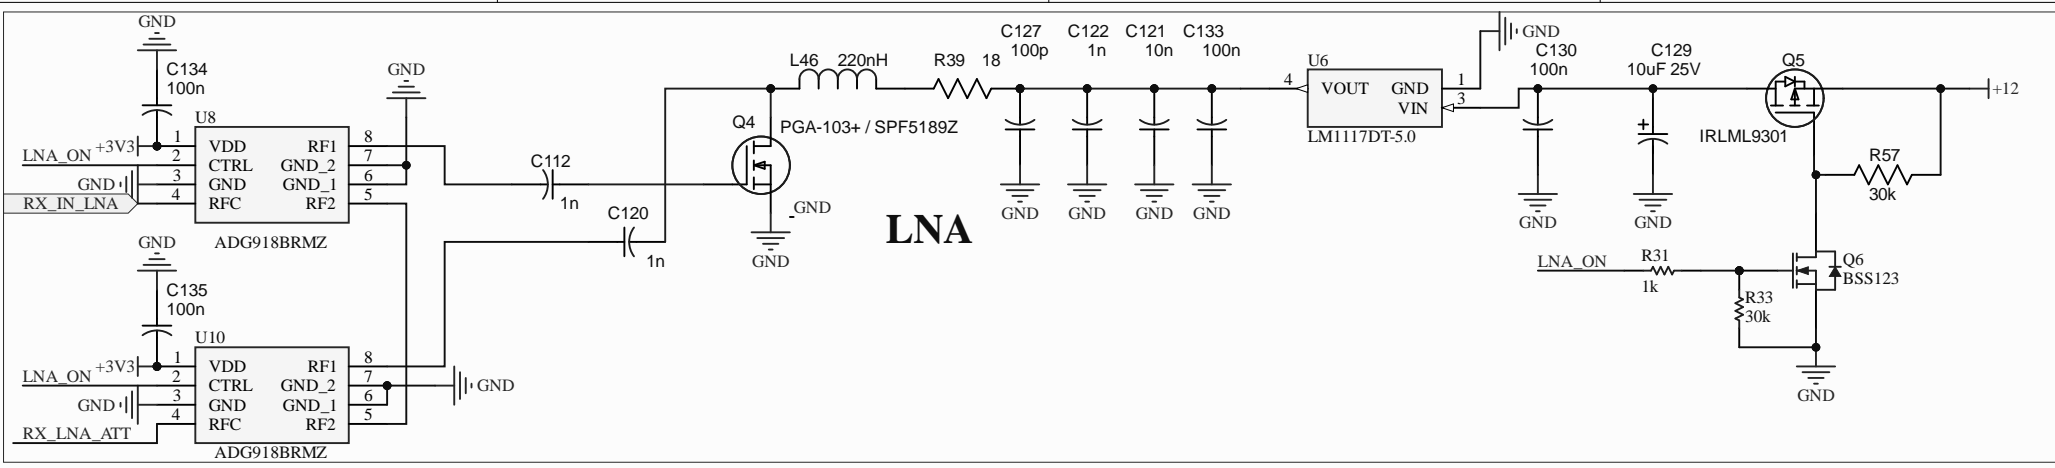 GND
C134
100n
U8
+3V3
LNA_ON
GND
RX_IN_LNA
1
2
3
4
VDD
CTRL
GND
RFC
RF1
GND_2
GND_1
RF2
8
7
6
5
ADG918BRMZ
GND
C112
1n
C120
1n
GND
C135
100n
U10
+3V3
LNA_ON
GND
RX_LNA_ATT
1
2
3
4
VDD
CTRL
GND
RFC
RF1
GND_2
GND_1
RF2
8
7
6
5
ADG918BRMZ
GND
L46 220nH
R39 18
Q4
PGA-103+ / SPF5189Z
GND
GND
LNA
C127
100p
C122
1n
C121
10n
C133
100n
GND
GND
GND
GND
U6
4
VOUT GND
VIN
1
3
LM1117DT-5.0
GND
C130
100n
C129
10uF 25V
+
GND
GND
Q5
IRLML9301
+12
R57
30k
LNA_ON
R31
1k
R33
30k
Q6
BSS123
GND